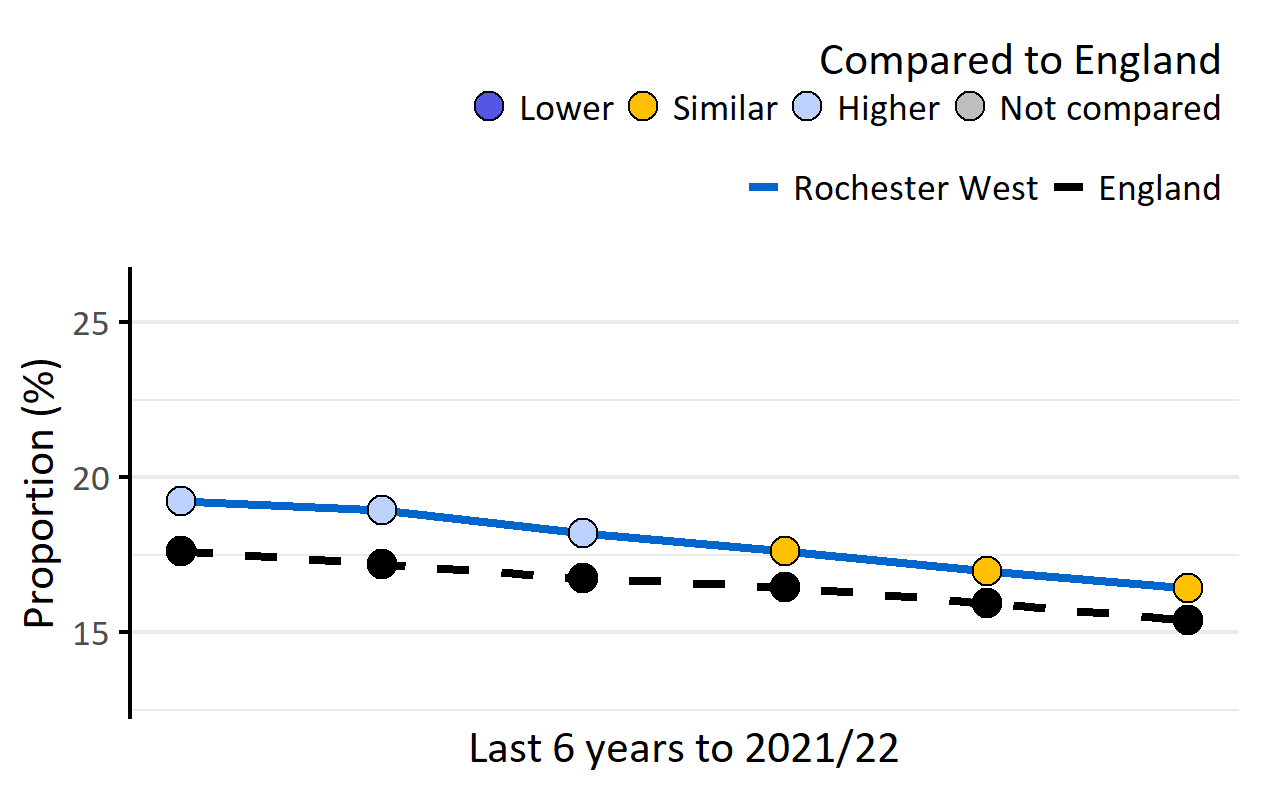 Compared to England
Lower Similar Higher Not compared
Rochester West England
25
20
15
Proportion (%)
Last 6 years to 2021/22